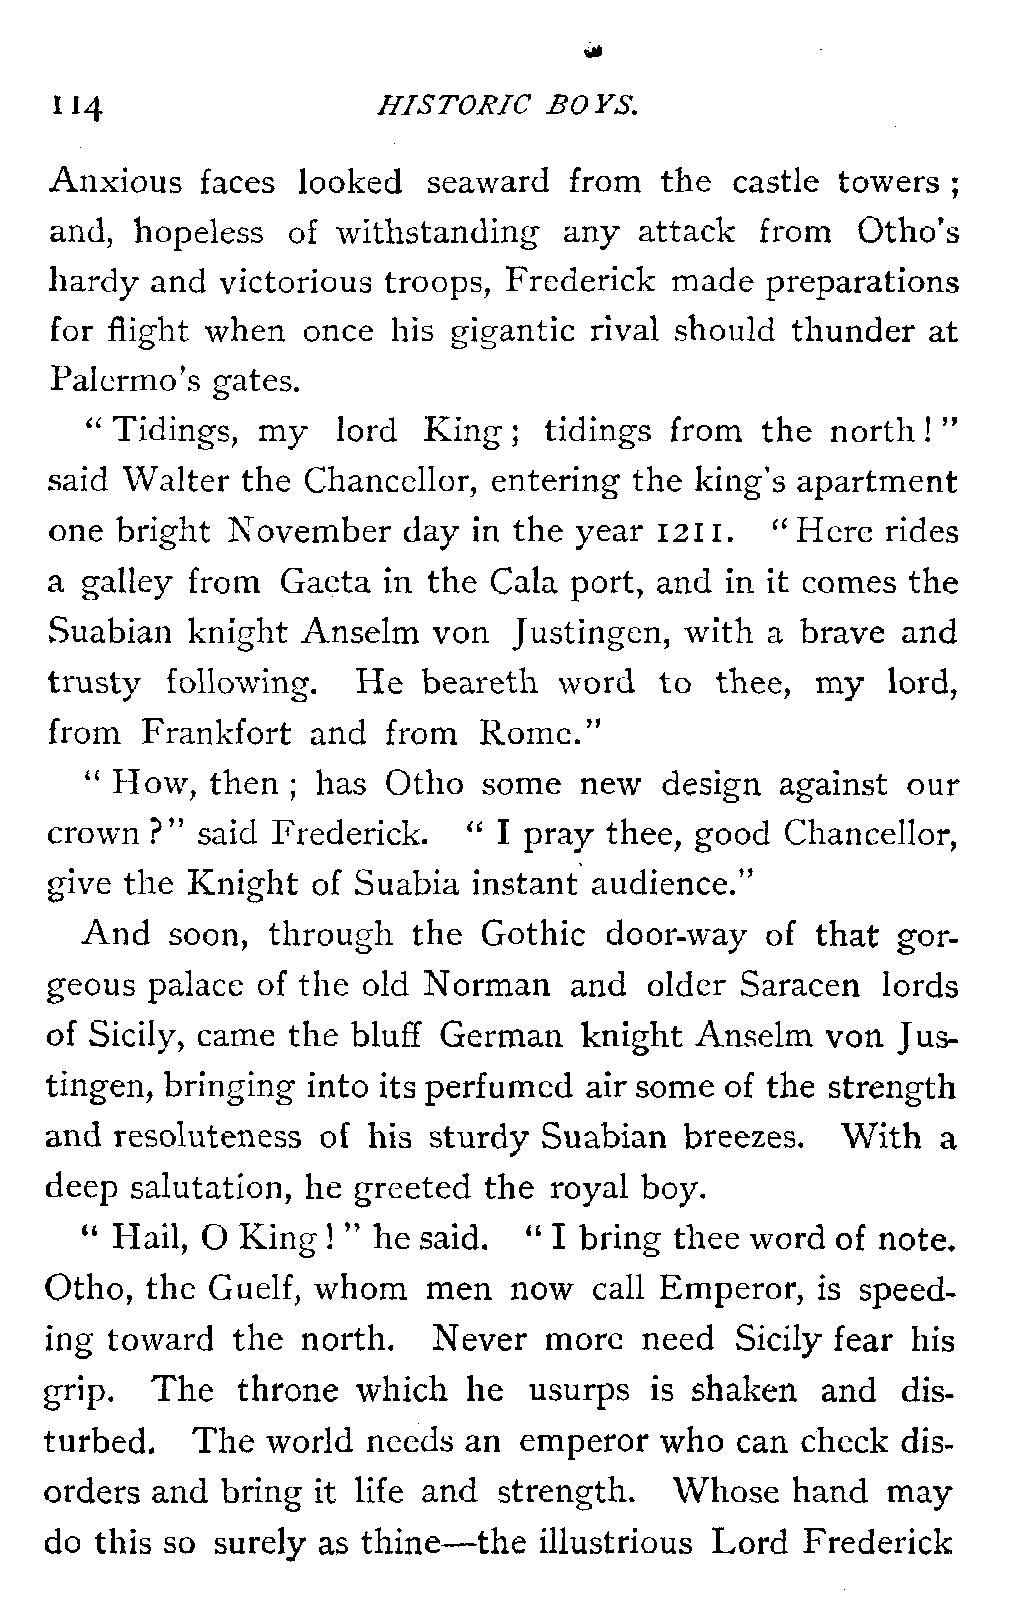 114 HISTORIC BOYS.
Anxious faces looked seaward from the castle towers ;
and, hopeless of withstanding any attack from Otho's
hardy and victorious troops, Frederick made preparations
for flight when once his gigantic rival should thunder at
Palermo's gates.
" Tidings, my lord King ; tidings from the north ! "
said Walter the Chancellor, entering the king's apartment
one bright November day in the year 1211. " Here rides
a galley from Gaeta in the Cala port, and in it comes the
Suabian knight Anselm von Justingen, with a brave and
trusty following. He beareth word to thee, my lord,
from Frankfort and from Rome."
" How, then ; has Otho some new design against our
crown ?" said Frederick. " I pray thee, good Chancellor,
give the Knight of Suabia instant audience."
And soon, through the Gothic door-way of that gor-
geous palace of the old Norman and older Saracen lords
of Sicily, came the bluff German knight Anselm von Jus-
tingen, bringing into its perfumed air some of the strength
and resoluteness of his sturdy Suabian breezes. With a
deep salutation, he greeted the royal boy.
" Hail, O King ! " he said. " I bring thee word of note.
Otho, the Guelf, whom men now call Emperor, is speed-
ing toward the north. Never more need Sicily fear his
grip. The throne which he usurps is shaken and dis-
turbed. The world needs an emperor who can check dis-
orders and bring it life and strength. Whose hand may
do this so surely as thine—the illustrious Lord Frederick